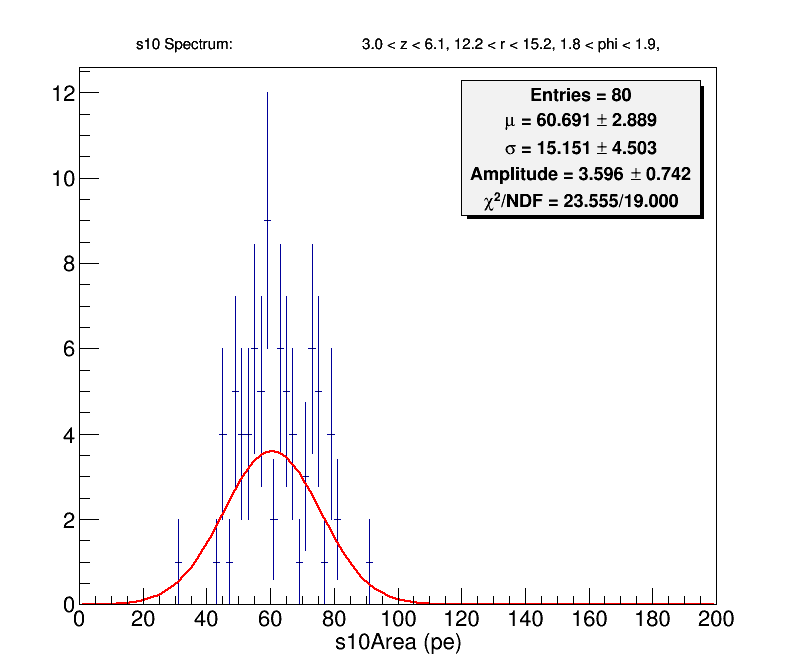 s10 Spectrum: 3.0 < z < 6.1, 12.2 < r < 15.2, 1.8 < phi < 1.9,
Entries = 80
μ = 60.691 ± 2.889
σ = 15.151 ± 4.503
Amplitude = 3.596 ± 0.742
χ²/NDF = 23.555/19.000
12
10
8
6
4
2
0
0 20 40 60 80 100 120 140 160 180 200
s10Area (pe)